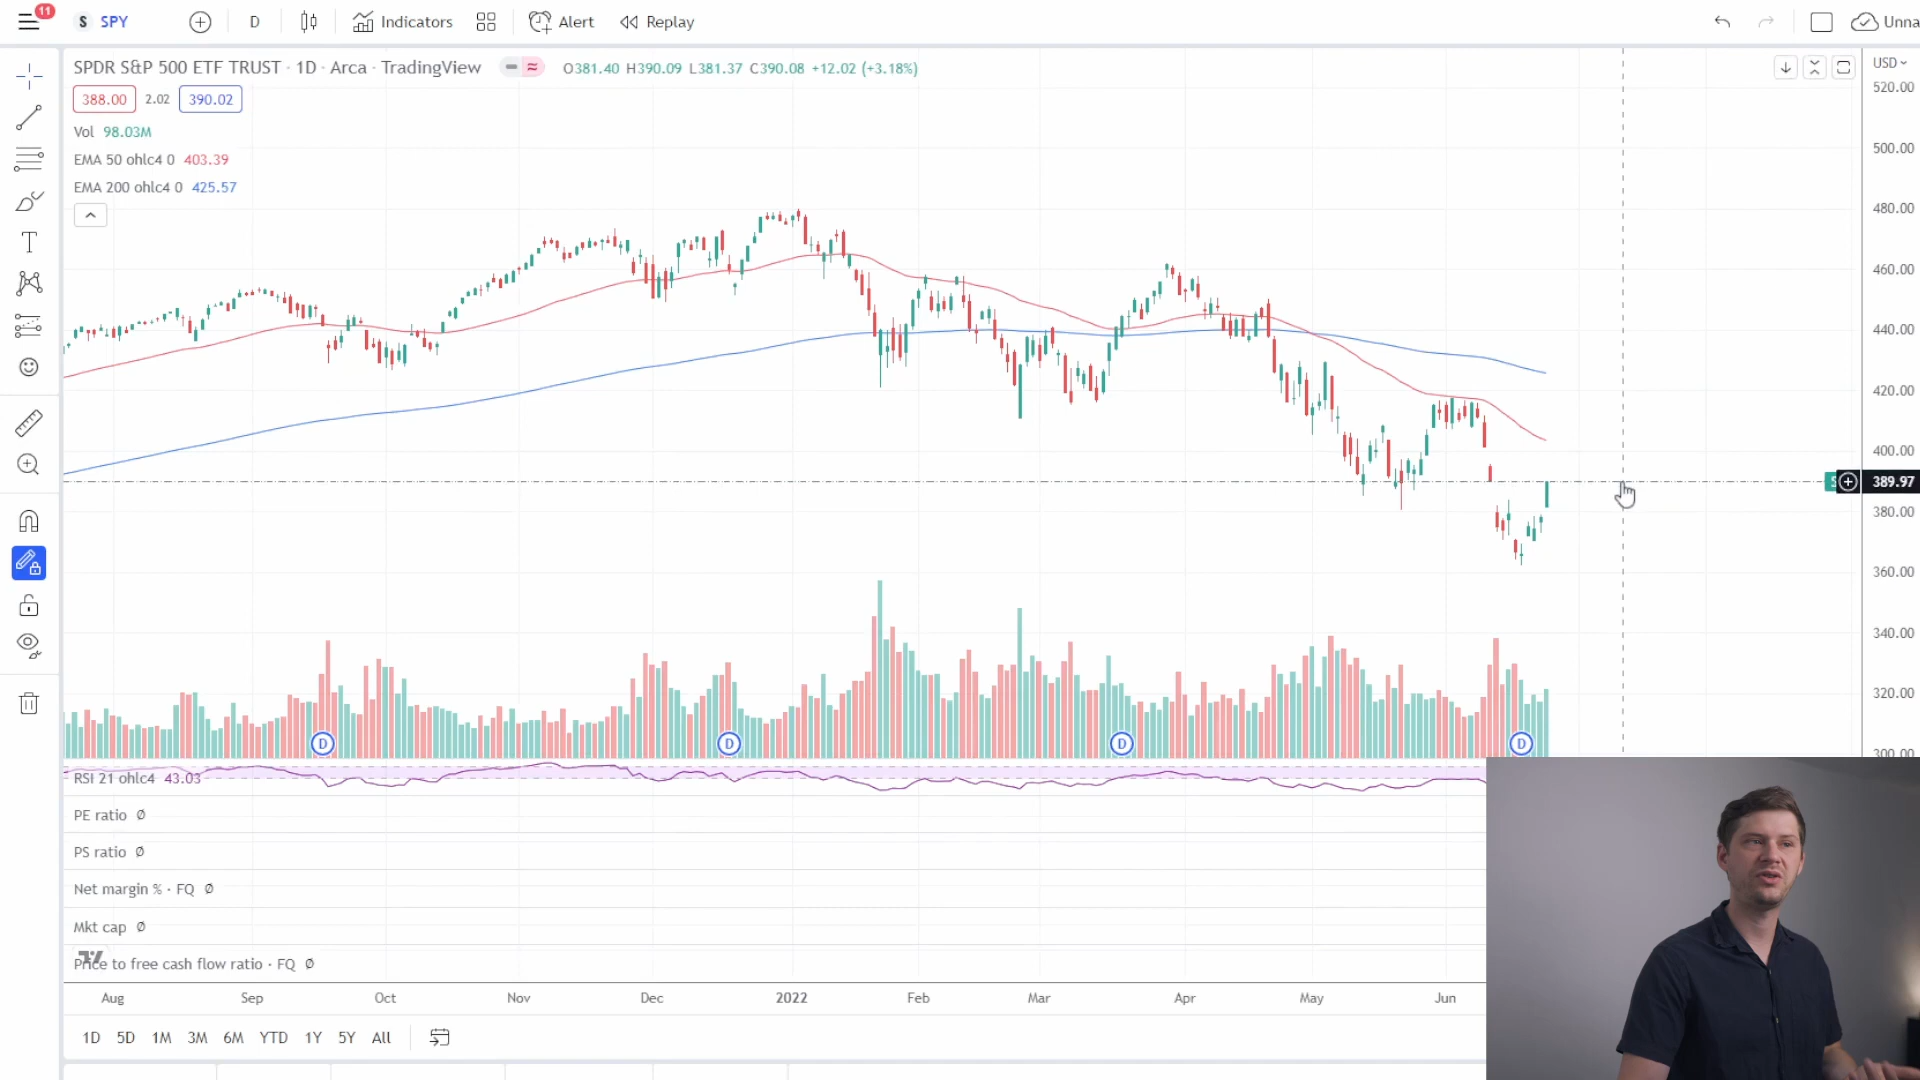 11
S SPY
D
Indicators
Alert
Replay
Unna
SPDR S&P 500 ETF TRUST · 1D · Arca · TradingView
O381.40 H390.09 L381.37 C390.08 +12.02 (+3.18%)
USD
388.00 2.02 390.02
Vol 98.03M
EMA 50 ohlc4 0 403.39
EMA 200 ohlc4 0 425.57
520.00
500.00
480.00
460.00
440.00
420.00
400.00
389.97
380.00
360.00
340.00
320.00
300.00
D D D D
RSI 21 ohlc4 43.03
PE ratio Ø
PS ratio Ø
Net margin % · FQ Ø
Mkt cap Ø
Price to free cash flow ratio · FQ Ø
Aug Sep Oct Nov Dec 2022 Feb Mar Apr May Jun
1D 5D 1M 3M 6M YTD 1Y 5Y All